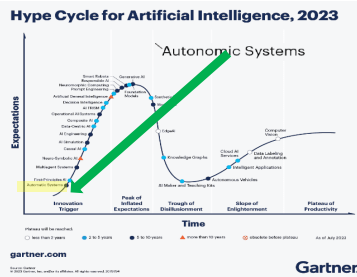 Hype Cycle for Artificial Intelligence, 2023
Autonomic Systems
Smart Robots
Responsible AI
Neuromorphic Computing
Prompt Engineering
Generative AI
Foundation
Models
Artificial General Intelligence
Decision Intelligence
AI TRiSM
Operational AI Systems
Composite AI
Data-Centric AI
AI Engineering
AI Simulation
Causal AI
Neuro-Symbolic AI
Multiagent Systems
First-Principles AI
Autonomic Systems
EdgeAI
Knowledge Graphs
AI Maker and Teaching Kits
Autonomous Vehicles
Intelligent Applications
Cloud AI
Services
Data Labeling
and Annotation
Computer
Vision
Expectations
Innovation
Trigger
Peak of
Inflated
Expectations
Trough of
Disillusionment
Slope of
Enlightenment
Plateau of
Productivity
Time
Plateau will be reached:
less than 2 years
2 to 5 years
5 to 10 years
more than 10 years
obsolete before plateau
As of July 2023
gartner.com
Source: Gartner
Gartner